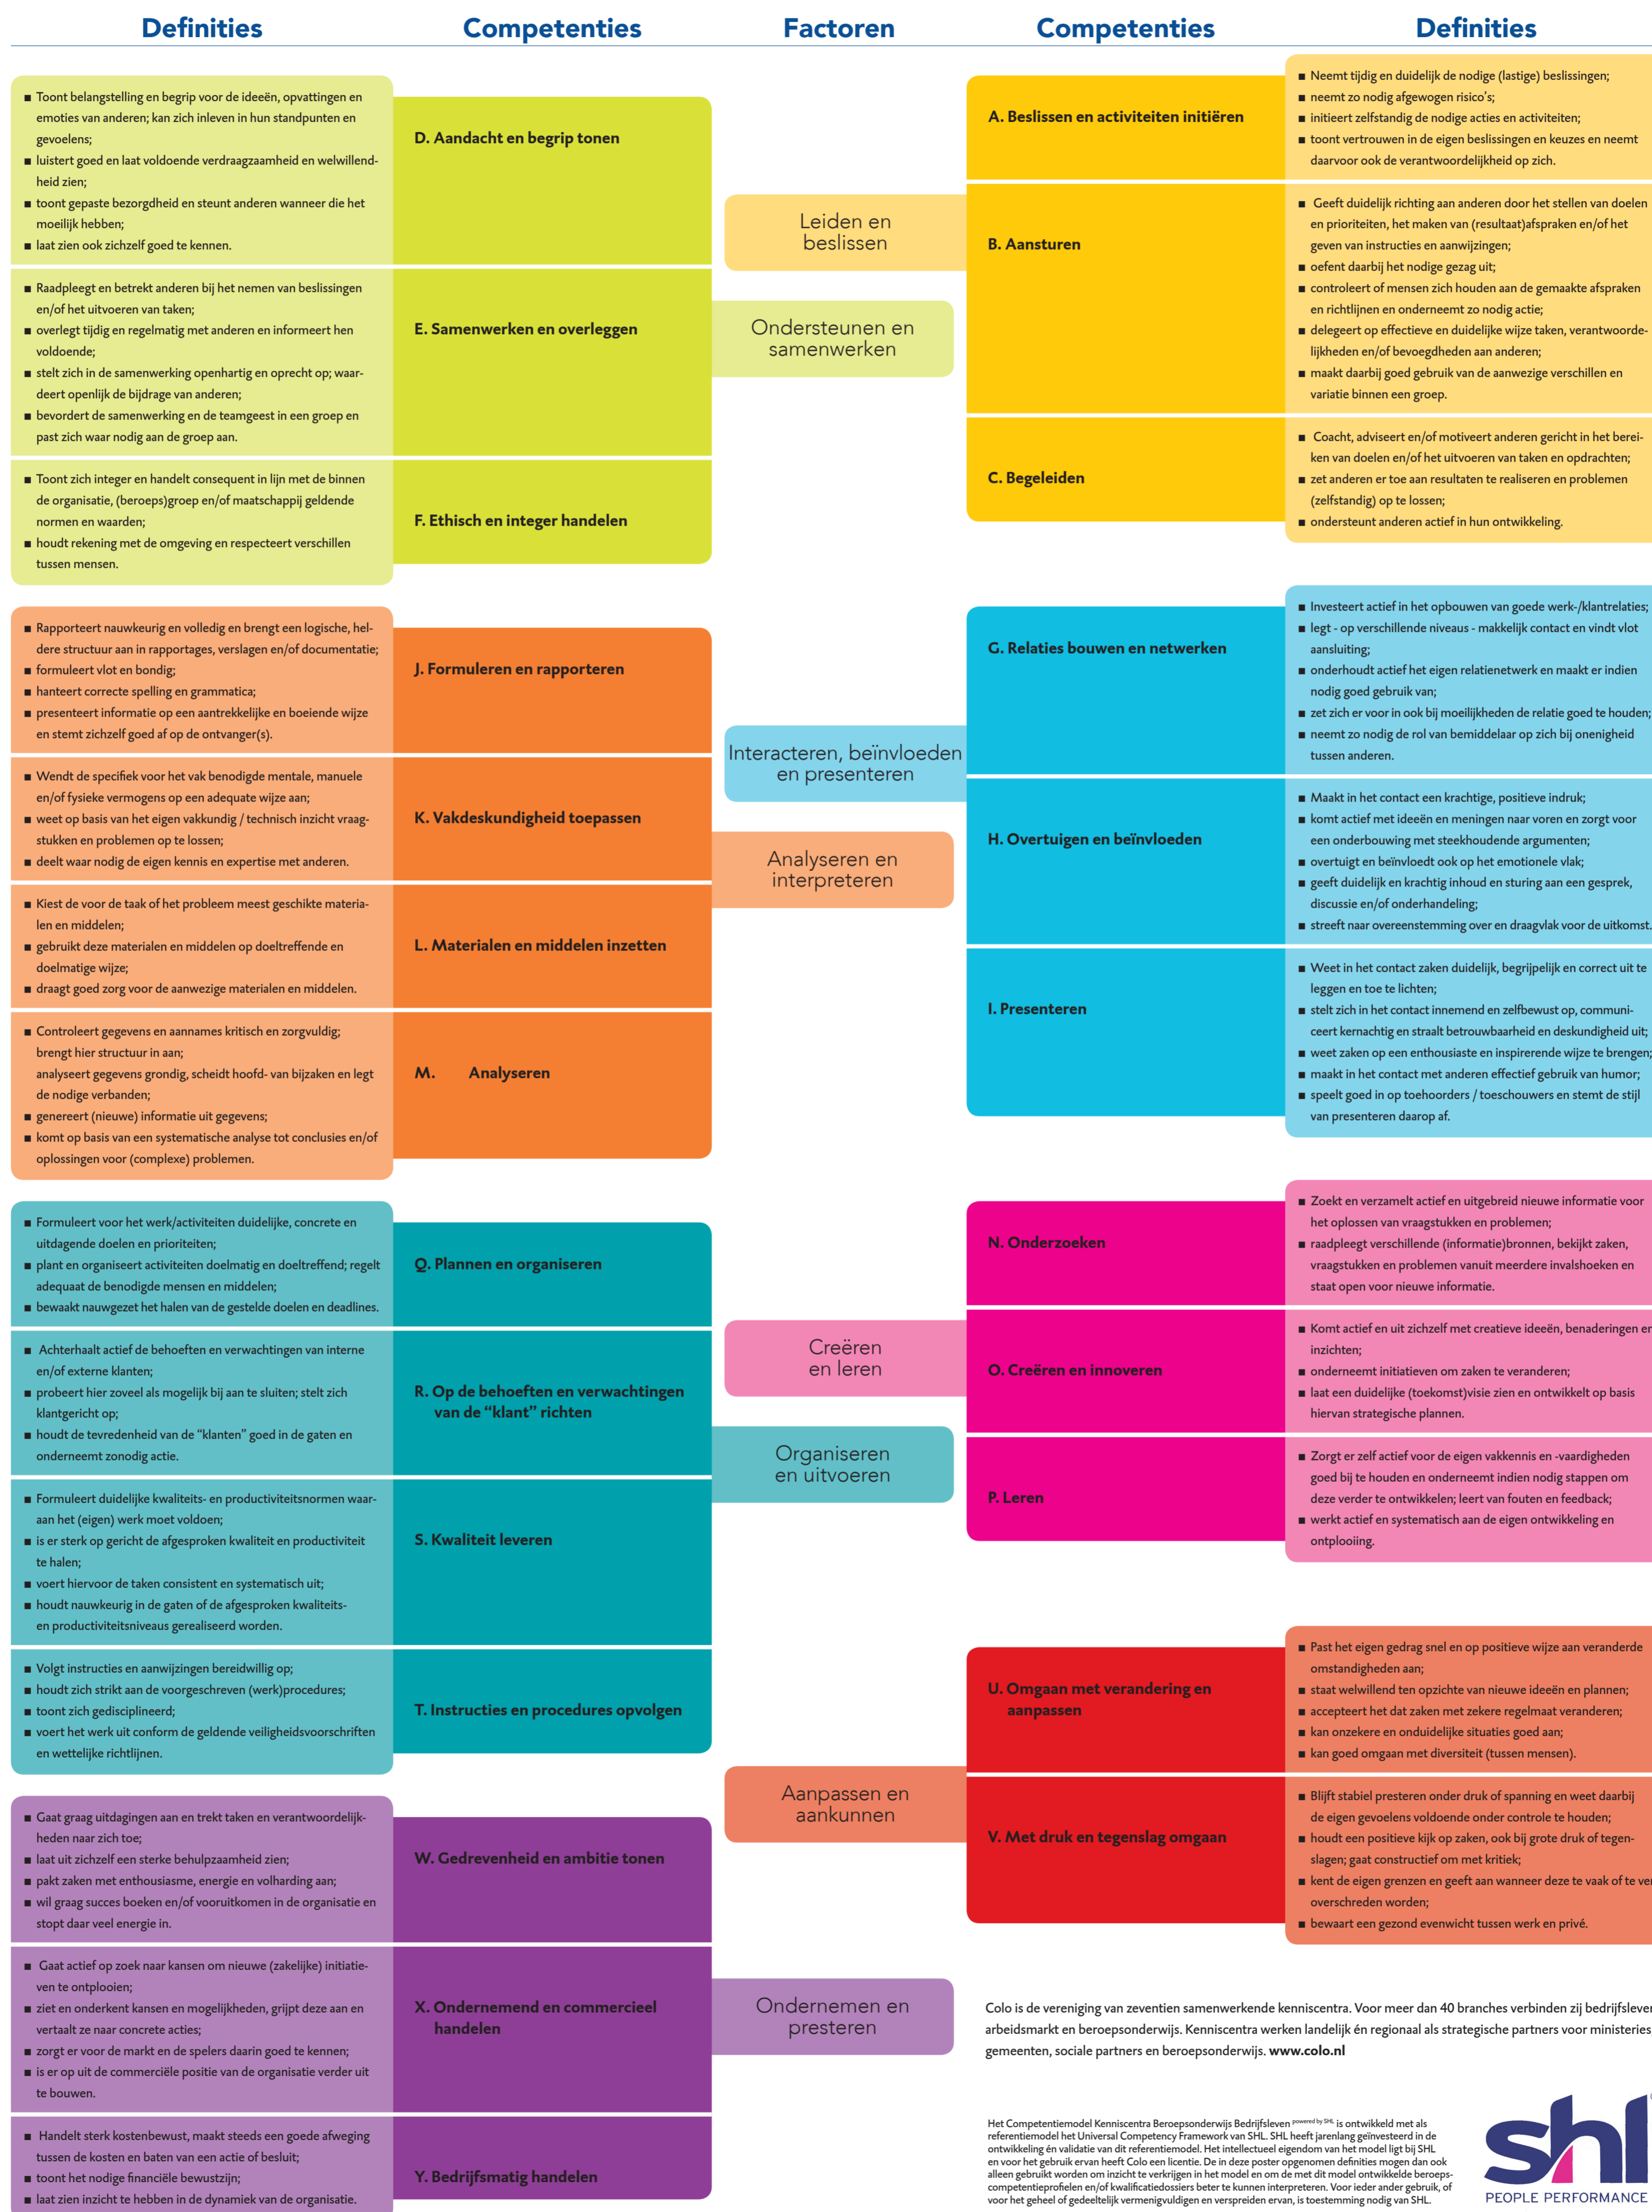 Definities
Competenties
Factoren
Competenties
Definities
■ Toont belangstelling en begrip voor de ideeën, opvattingen en
emoties van anderen; kan zich inleven in hun standpunten en
gevoelens;
■ luistert goed en laat voldoende verdraagzaamheid en welwillend-
heid zien;
■ toont gepaste bezorgdheid en steunt anderen wanneer die het
moeilijk hebben;
■ laat zien ook zichzelf goed te kennen.
D. Aandacht en begrip tonen
■ Raadpleegt en betrekt anderen bij het nemen van beslissingen
en/of het uitvoeren van taken;
■ overlegt tijdig en regelmatig met anderen en informeert hen
voldoende;
■ stelt zich in de samenwerking openhartig en oprecht op; waar-
deert openlijk de bijdrage van anderen;
■ bevordert de samenwerking en de teamgeest in een groep en
past zich waar nodig aan de groep aan.
E. Samenwerken en overleggen
■ Toont zich integer en handelt consequent in lijn met de binnen
de organisatie, (beroeps)groep en/of maatschappij geldende
normen en waarden;
■ houdt rekening met de omgeving en respecteert verschillen
tussen mensen.
F. Ethisch en integer handelen
Leiden en
beslissen
Ondersteunen en
samenwerken
A. Beslissen en activiteiten initiëren
■ Neemt tijdig en duidelijk de nodige (lastige) beslissingen;
■ neemt zo nodig afgewogen risico's;
■ initieert zelfstandig de nodige acties en activiteiten;
■ toont vertrouwen in de eigen beslissingen en keuzes en neemt
daarvoor ook de verantwoordelijkheid op zich.
B. Aansturen
■ Geeft duidelijk richting aan anderen door het stellen van doelen
en prioriteiten, het maken van (resultaat)afspraken en/of het
geven van instructies en aanwijzingen;
■ oefent daarbij het nodige gezag uit;
■ controleert of mensen zich houden aan de gemaakte afspraken
en richtlijnen en onderneemt zo nodig actie;
■ delegeert op effectieve en duidelijke wijze taken, verantwoorde-
lijkheden en/of bevoegdheden aan anderen;
■ maakt daarbij goed gebruik van de aanwezige verschillen en
variatie binnen een groep.
C. Begeleiden
■ Coacht, adviseert en/of motiveert anderen gericht in het berei-
ken van doelen en/of het uitvoeren van taken en opdrachten;
■ zet anderen er toe aan resultaten te realiseren en problemen
(zelfstandig) op te lossen;
■ ondersteunt anderen actief in hun ontwikkeling.
■ Rapporteert nauwkeurig en volledig en brengt een logische, hel-
dere structuur aan in rapportages, verslagen en/of documentatie;
■ formuleert vlot en bondig;
■ hanteert correcte spelling en grammatica;
■ presenteert informatie op een aantrekkelijke en boeiende wijze
en stemt zichzelf goed af op de ontvanger(s).
J. Formuleren en rapporteren
■ Wendt de specifiek voor het vak benodigde mentale, manuele
en/of fysieke vermogens op een adequate wijze aan;
■ weet op basis van het eigen vakkundig / technisch inzicht vraag-
stukken en problemen op te lossen;
■ deelt waar nodig de eigen kennis en expertise met anderen.
K. Vakdeskundigheid toepassen
■ Kiest de voor de taak of het probleem meest geschikte materia-
len en middelen;
■ gebruikt deze materialen en middelen op doeltreffende en
doelmatige wijze;
■ draagt goed zorg voor de aanwezige materialen en middelen.
L. Materialen en middelen inzetten
■ Controleert gegevens en aannames kritisch en zorgvuldig;
brengt hier structuur in aan;
analyseert gegevens grondig, scheidt hoofd- van bijzaken en legt
de nodige verbanden;
■ genereert (nieuwe) informatie uit gegevens;
■ komt op basis van een systematische analyse tot conclusies en/of
oplossingen voor (complexe) problemen.
M. Analyseren
Interacteren, beïnvloeden
en presenteren
Analyseren en
interpreteren
G. Relaties bouwen en netwerken
■ Investeert actief in het opbouwen van goede werk-/klantrelaties;
■ legt - op verschillende niveaus - makkelijk contact en vindt vlot
aansluiting;
■ onderhoudt actief het eigen relatienetwerk en maakt er indien
nodig goed gebruik van;
■ zet zich er voor in ook bij moeilijkheden de relatie goed te houden;
■ neemt zo nodig de rol van bemiddelaar op zich bij onenigheid
tussen anderen.
H. Overtuigen en beïnvloeden
■ Maakt in het contact een krachtige, positieve indruk;
■ komt actief met ideeën en meningen naar voren en zorgt voor
een onderbouwing met steekhoudende argumenten;
■ overtuigt en beïnvloedt ook op het emotionele vlak;
■ geeft duidelijk en krachtig inhoud en sturing aan een gesprek,
discussie en/of onderhandeling;
■ streeft naar overeenstemming over en draagvlak voor de uitkomst.
I. Presenteren
■ Weet in het contact zaken duidelijk, begrijpelijk en correct uit te
leggen en toe te lichten;
■ stelt zich in het contact innemend en zelfbewust op, communi-
ceert kernachtig en straalt betrouwbaarheid en deskundigheid uit;
■ weet zaken op een enthousiaste en inspirerende wijze te brengen;
■ maakt in het contact met anderen effectief gebruik van humor;
■ speelt goed in op toehoorders / toeschouwers en stemt de stijl
van presenteren daarop af.
■ Formuleert voor het werk/activiteiten duidelijke, concrete en
uitdagende doelen en prioriteiten;
■ plant en organiseert activiteiten doelmatig en doeltreffend; regelt
adequaat de benodigde mensen en middelen;
■ bewaakt nauwgezet het halen van de gestelde doelen en deadlines.
Q. Plannen en organiseren
■ Achterhaalt actief de behoeften en verwachtingen van interne
en/of externe klanten;
■ probeert hier zoveel als mogelijk bij aan te sluiten; stelt zich
klantgericht op;
■ houdt de tevredenheid van de “klanten” goed in de gaten en
onderneemt zonodig actie.
R. Op de behoeften en verwachtingen
van de “klant” richten
■ Formuleert duidelijke kwaliteits- en productiviteitsnormen waar-
aan het (eigen) werk moet voldoen;
■ is er sterk op gericht de afgesproken kwaliteit en productiviteit
te halen;
■ voert hiervoor de taken consistent en systematisch uit;
■ houdt nauwkeurig in de gaten of de afgesproken kwaliteits-
en productiviteitsniveaus gerealiseerd worden.
S. Kwaliteit leveren
■ Volgt instructies en aanwijzingen bereidwillig op;
■ houdt zich strikt aan de voorgeschreven (werk)procedures;
■ toont zich gedisciplineerd;
■ voert het werk uit conform de geldende veiligheidsvoorschriften
en wettelijke richtlijnen.
T. Instructies en procedures opvolgen
Creëren
en leren
Organiseren
en uitvoeren
N. Onderzoeken
■ Zoekt en verzamelt actief en uitgebreid nieuwe informatie voor
het oplossen van vraagstukken en problemen;
■ raadpleegt verschillende (informatie)bronnen, bekijkt zaken,
vraagstukken en problemen vanuit meerdere invalshoeken en
staat open voor nieuwe informatie.
O. Creëren en innoveren
■ Komt actief en uit zichzelf met creatieve ideeën, benaderingen en
inzichten;
■ onderneemt initiatieven om zaken te veranderen;
■ laat een duidelijke (toekomst)visie zien en ontwikkelt op basis
hiervan strategische plannen.
P. Leren
■ Zorgt er zelf actief voor de eigen vakkennis en -vaardigheden
goed bij te houden en onderneemt indien nodig stappen om
deze verder te ontwikkelen; leert van fouten en feedback;
■ werkt actief en systematisch aan de eigen ontwikkeling en
ontplooiing.
Aanpassen en
aankunnen
U. Omgaan met verandering en
aanpassen
■ Past het eigen gedrag snel en op positieve wijze aan veranderde
omstandigheden aan;
■ staat welwillend ten opzichte van nieuwe ideeën en plannen;
■ accepteert het dat zaken met zekere regelmaat veranderen;
■ kan onzekere en onduidelijke situaties goed aan;
■ kan goed omgaan met diversiteit (tussen mensen).
V. Met druk en tegenslag omgaan
■ Blijft stabiel presteren onder druk of spanning en weet daarbij
de eigen gevoelens voldoende onder controle te houden;
■ houdt een positieve kijk op zaken, ook bij grote druk of tegen-
slagen; gaat constructief om met kritiek;
■ kent de eigen grenzen en geeft aan wanneer deze te vaak of te ver
overschreden worden;
■ bewaart een gezond evenwicht tussen werk en privé.
■ Gaat graag uitdagingen aan en trekt taken en verantwoordelijk-
heden naar zich toe;
■ laat uit zichzelf een sterke behulpzaamheid zien;
■ pakt zaken met enthousiasme, energie en volharding aan;
■ wil graag succes boeken en/of vooruitkomen in de organisatie en
stopt daar veel energie in.
W. Gedrevenheid en ambitie tonen
■ Gaat actief op zoek naar kansen om nieuwe (zakelijke) initiatie-
ven te ontplooien;
■ ziet en onderkent kansen en mogelijkheden, grijpt deze aan en
vertaalt ze naar concrete acties;
■ zorgt er voor de markt en de spelers daarin goed te kennen;
■ is er op uit de commerciële positie van de organisatie verder uit
te bouwen.
X. Ondernemend en commercieel
handelen
■ Handelt sterk kostenbewust, maakt steeds een goede afweging
tussen de kosten en baten van een actie of besluit;
■ toont het nodige financiële bewustzijn;
■ laat zien inzicht te hebben in de dynamiek van de organisatie.
Y. Bedrijfsmatig handelen
Ondernemen en
presteren
Colo is de vereniging van zeventien samenwerkende kenniscentra. Voor meer dan 40 branches verbinden zij bedrijfsleven
arbeidsmarkt en beroepsonderwijs. Kenniscentra werken landelijk én regionaal als strategische partners voor ministeries
gemeenten, sociale partners en beroepsonderwijs. www.colo.nl
Het Competentiemodel Kenniscentra Beroepsonderwijs Bedrijfsleven powered by SHL is ontwikkeld met als
referentiemodel het Universal Competency Framework van SHL. SHL heeft jarenlang geïnvesteerd in de
ontwikkeling én validatie van dit referentiemodel. Het intellectueel eigendom van het model ligt bij SHL
en voor het gebruik ervan heeft Colo een licentie. De in deze poster opgenomen definities mogen dan ook
alleen gebruikt worden om inzicht te verkrijgen in het model en om de met dit model ontwikkelde beroeps-
competentieprofielen en/of kwalificatiedossiers beter te kunnen interpreteren. Voor ieder ander gebruik, of
voor het geheel of gedeeltelijk vermenigvuldigen en verspreiden ervan, is toestemming nodig van SHL.
shl
PEOPLE PERFORMANCE